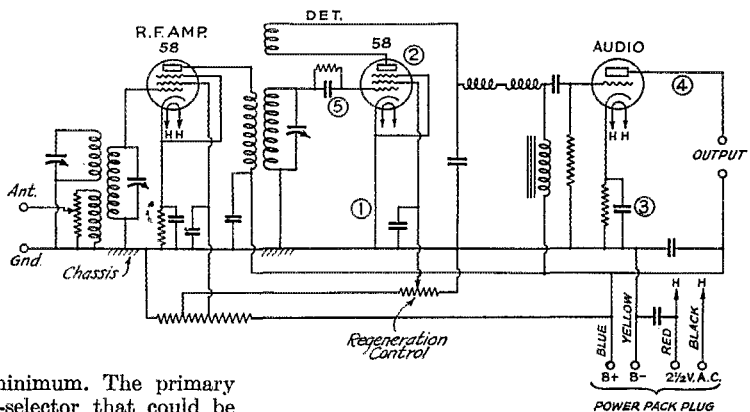 DET.
R.F. AMP.
58
58
②
AUDIO
④
⑤
H H
H H
H H
OUTPUT
Ant.
①
③
Gnd.
Chassis
H
H
Regeneration
Control
BLUE
YELLOW
RED
BLACK
B+ B- 2½V.A.C.
POWER PACK PLUG
minimum. The primary
-selector that could be